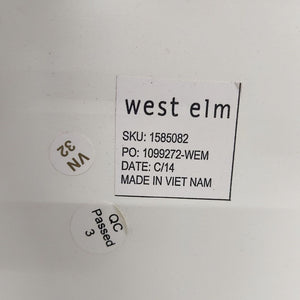 west elm
SKU: 1585082
PO: 1099272-WEM
DATE: C/14
MADE IN VIET NAM
VN
32
QC
Passed
3